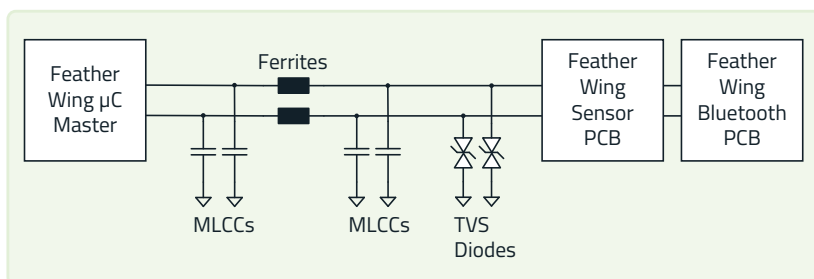 Feather
Wing µC
Master
Ferrites
Feather
Wing
Sensor
PCB
Feather
Wing
Bluetooth
PCB
MLCCs
MLCCs
TVS
Diodes